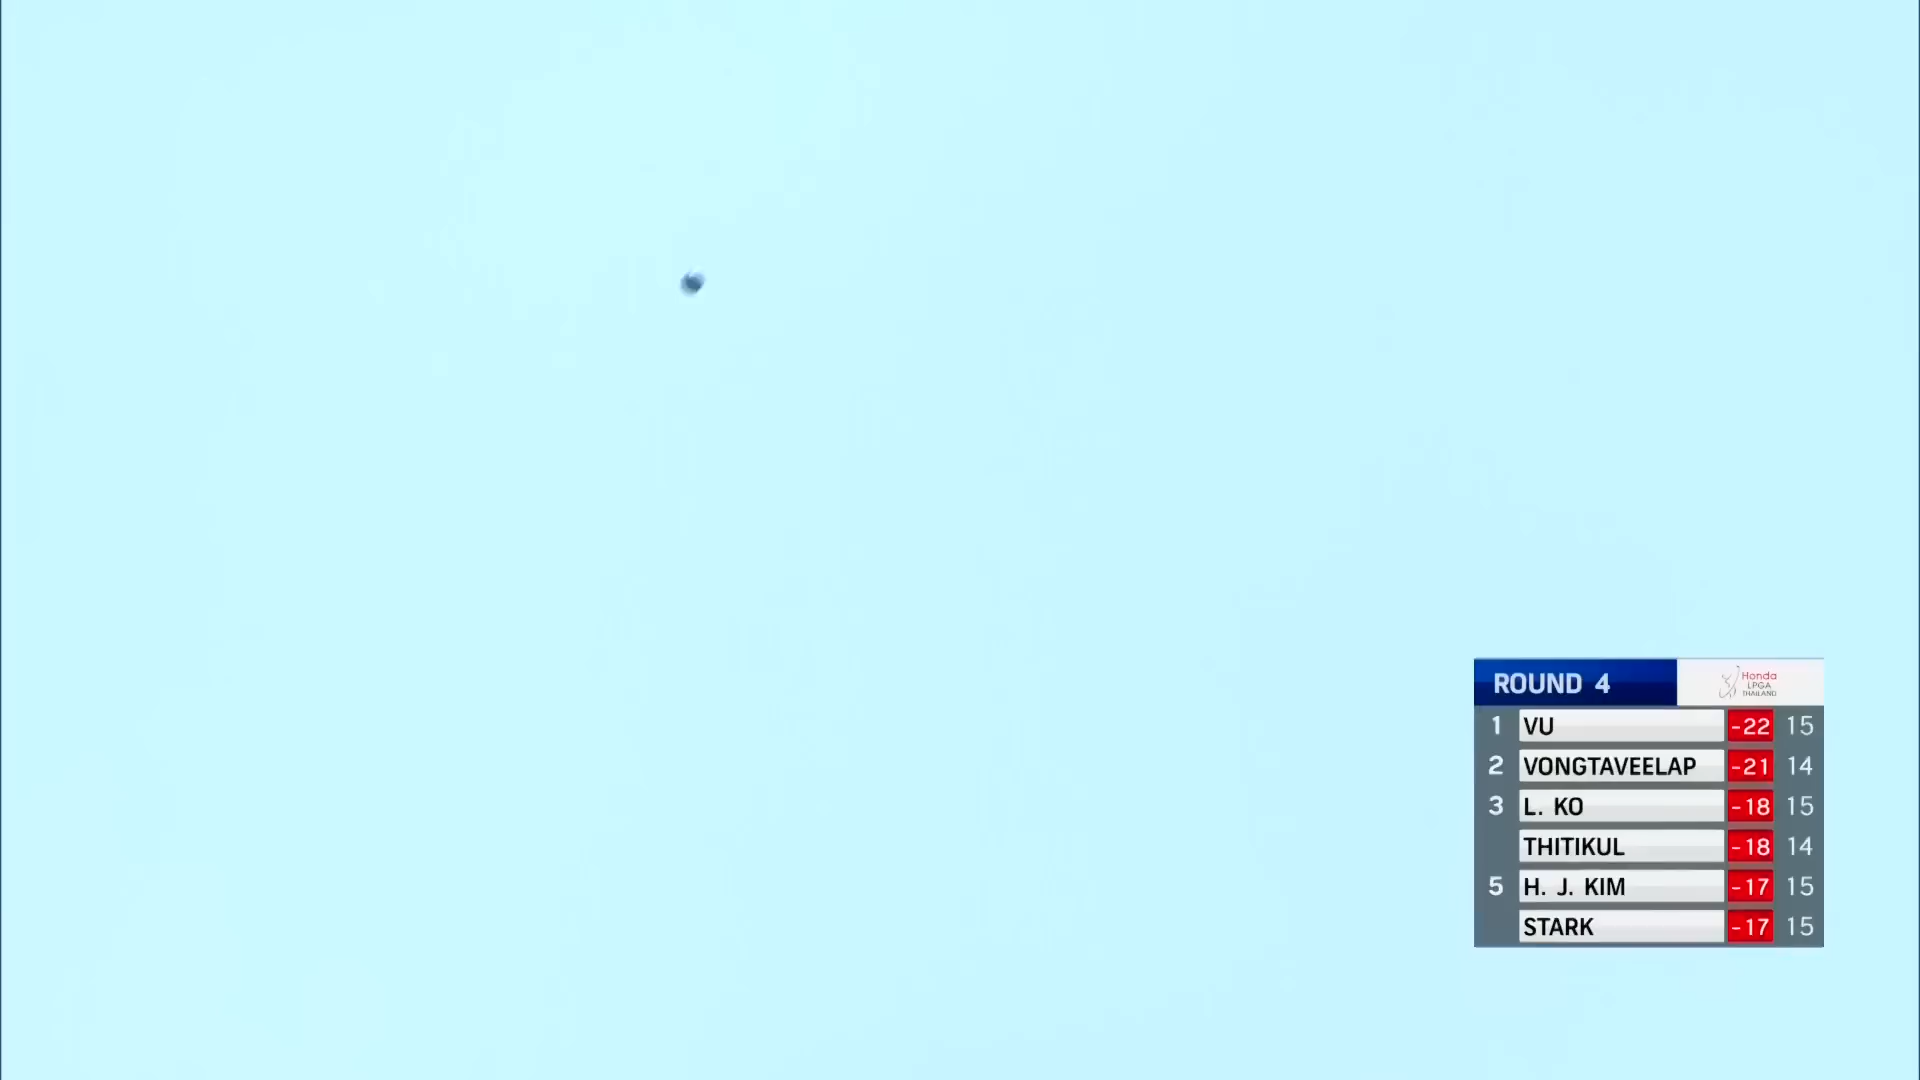 ROUND 4
Honda
LPGA
THAILAND
1 VU -22 15
2 VONGTAVEELAP -21 14
3 L. KO -18 15
THITIKUL -18 14
5 H. J. KIM -17 15
STARK -17 15